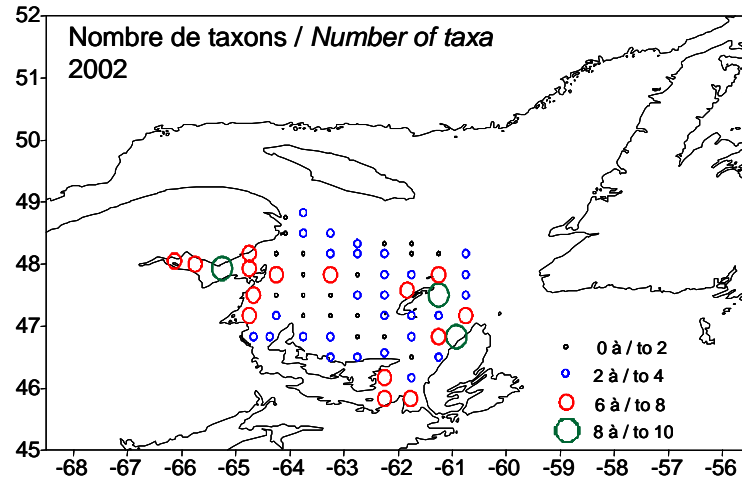 Nombre de taxons / Number of taxa
2002
52
51
50
49
48
47
46
45
0 à / to 2
2 à / to 4
6 à / to 8
8 à / to 10
-68 -67 -66 -65 -64 -63 -62 -61 -60 -59 -58 -57 -56